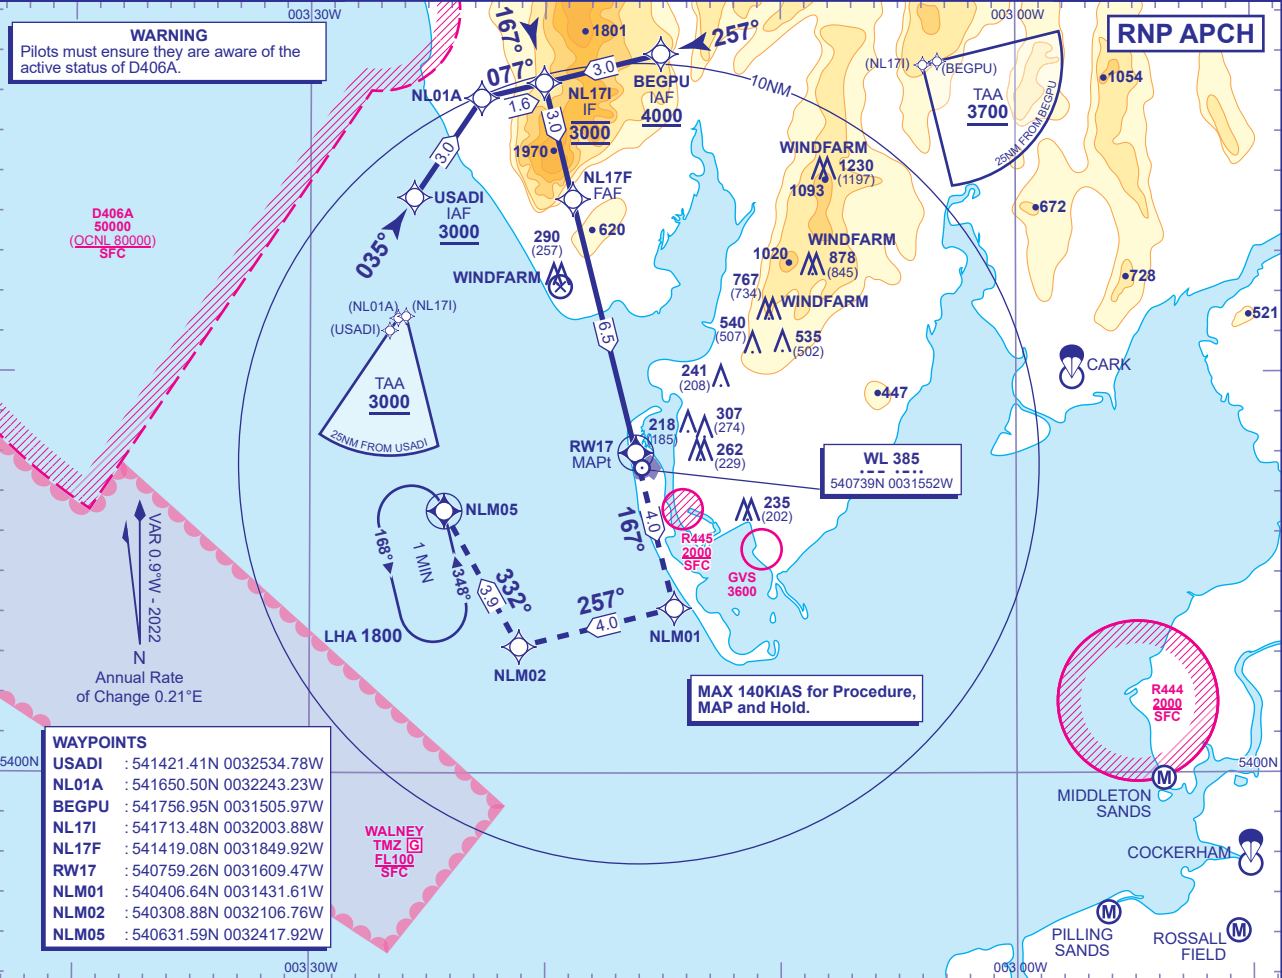 003 30W
003 00W
WARNING
Pilots must ensure they are aware of the
active status of D406A.
RNP APCH
167°
1801
257°
077°
3.0
BEGPU
IAF
4000
10NM
NL01A
1.6
NL17I
IF
3000
3.0
(NL17I)
(BEGPU)
TAA
3700
25NM FROM BEGPU
1054
1970
3.0
WINDFARM
1230
(1197)
1093
NL17F
FAF
USADI
IAF
3000
035°
D406A
50000
(OCNL 80000)
SFC
672
620
290
(257)
WINDFARM
WINDFARM
1020
878
(845)
728
767
(734)
WINDFARM
(NL01A)
(NL17I)
(USADI)
521
6.5
540
(507)
535
(502)
TAA
3000
25NM FROM USADI
241
(208)
CARK
447
218
(185)
307
(274)
262
(229)
RW17
MAPt
WL 385
540739N 0031552W
NLM05
235
(202)
4.0
167°
R445
2000
SFC
GVS
3600
VAR 0.9°W - 2022
168°
1 MIN
348°
332°
3.9
257°
4.0
LHA 1800
NLM01
NLM02
N
Annual Rate
of Change 0.21°E
MAX 140KIAS for Procedure,
MAP and Hold.
R444
2000
SFC
WAYPOINTS
USADI : 541421.41N 0032534.78W
NL01A : 541650.50N 0032243.23W
BEGPU : 541756.95N 0031505.97W
NL17I : 541713.48N 0032003.88W
NL17F : 541419.08N 0031849.92W
RW17 : 540759.26N 0031609.47W
NLM01 : 540406.64N 0031431.61W
NLM02 : 540308.88N 0032106.76W
NLM05 : 540631.59N 0032417.92W
5400N
5400N
M
MIDDLETON
SANDS
WALNEY
TMZ G
FL100
SFC
COCKERHAM
M
PILLING
SANDS
M
ROSSALL
FIELD
003 30W
003 00W